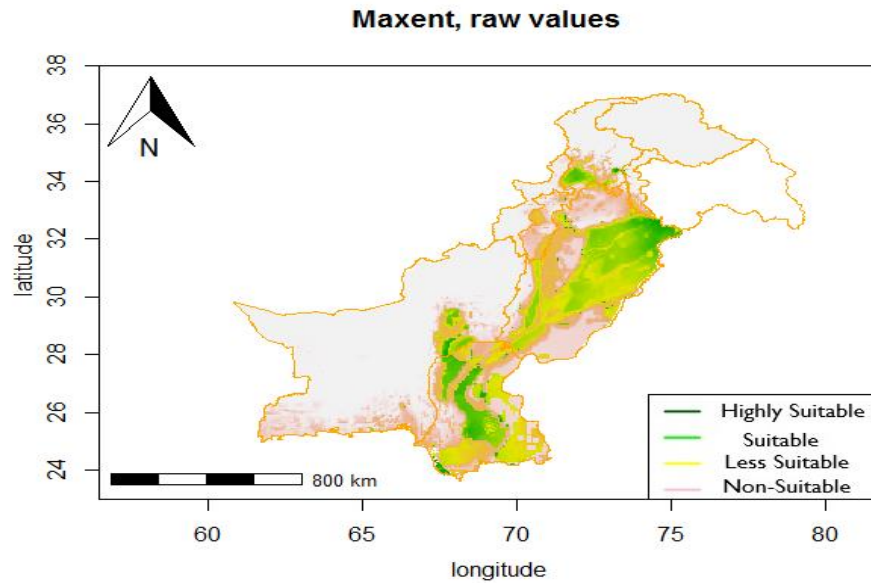 Maxent, raw values
38
36
34
32
30
28
26
24
latitude
N
800 km
Highly Suitable
Suitable
Less Suitable
Non-Suitable
60
65
70
75
80
longitude